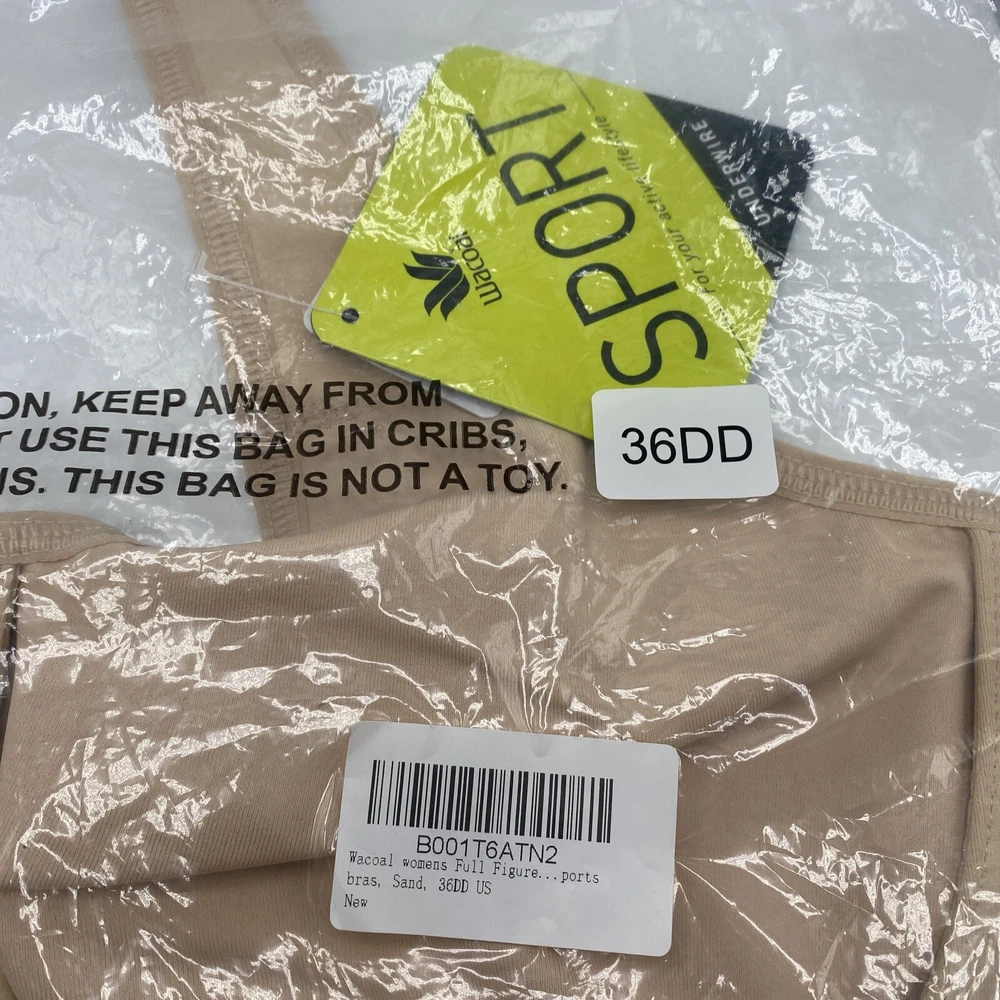 SPORT
For your active lifestyle
UNDERWIRE
Wacoal
ON, KEEP AWAY FROM
T USE THIS BAG IN CRIBS,
NS. THIS BAG IS NOT A TOY.
36DD
B001T6ATN2
Wacoal womens Full Figure...ports
bras, Sand, 36DD US
New